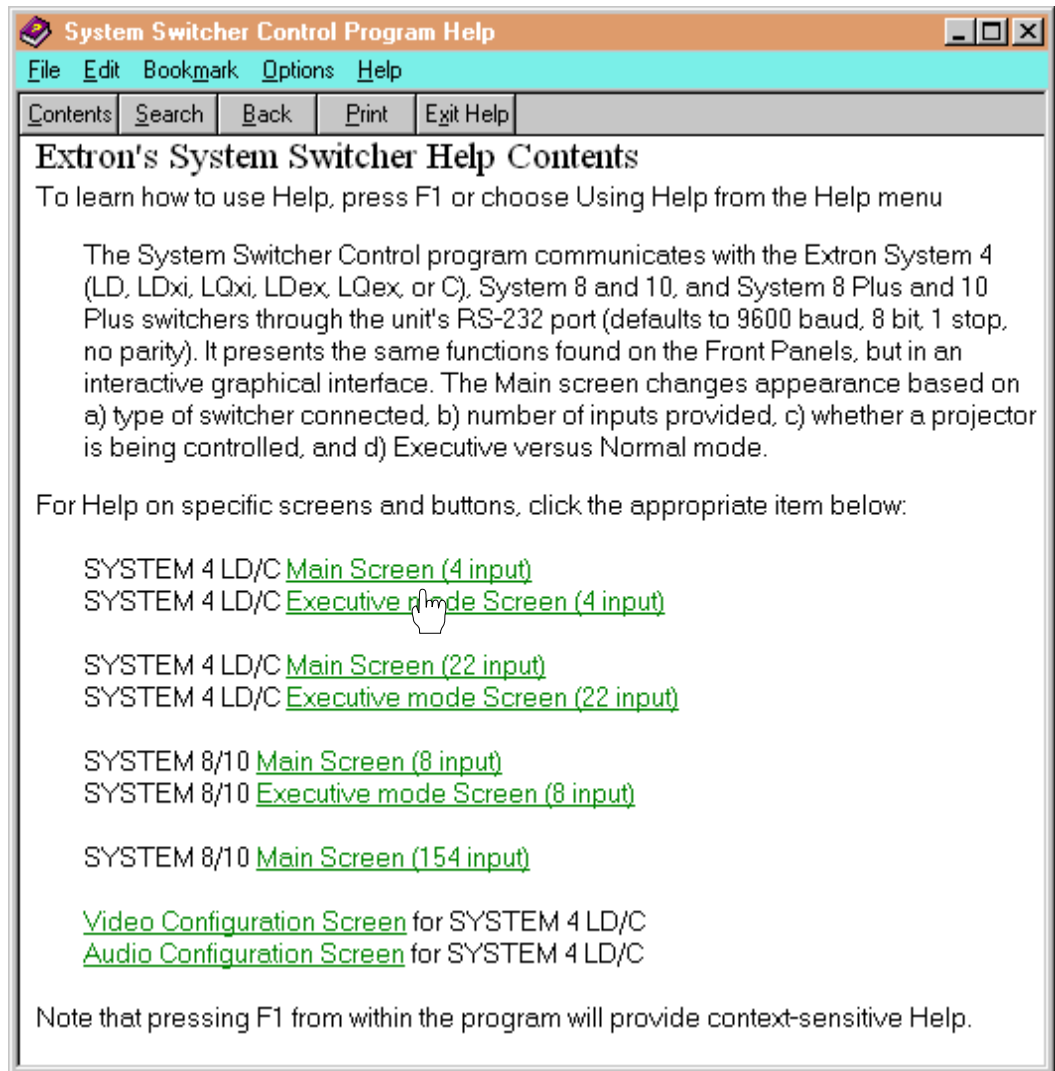 System Switcher Control Program Help
File Edit Bookmark Options Help
Contents Search Back Print Exit Help
Extron's System Switcher Help Contents
To learn how to use Help, press F1 or choose Using Help from the Help menu
The System Switcher Control program communicates with the Extron System 4
(LD, LDxi, LQxi, LDex, LQex, or C), System 8 and 10, and System 8 Plus and 10
Plus switchers through the unit's RS-232 port (defaults to 9600 baud, 8 bit, 1 stop,
no parity). It presents the same functions found on the Front Panels, but in an
interactive graphical interface. The Main screen changes appearance based on
a) type of switcher connected, b) number of inputs provided, c) whether a projector
is being controlled, and d) Executive versus Normal mode.
For Help on specific screens and buttons, click the appropriate item below:
SYSTEM 4 LD/C Main Screen (4 input)
SYSTEM 4 LD/C Executive mode Screen (4 input)
SYSTEM 4 LD/C Main Screen (22 input)
SYSTEM 4 LD/C Executive mode Screen (22 input)
SYSTEM 8/10 Main Screen (8 input)
SYSTEM 8/10 Executive mode Screen (8 input)
SYSTEM 8/10 Main Screen (154 input)
Video Configuration Screen for SYSTEM 4 LD/C
Audio Configuration Screen for SYSTEM 4 LD/C
Note that pressing F1 from within the program will provide context-sensitive Help.